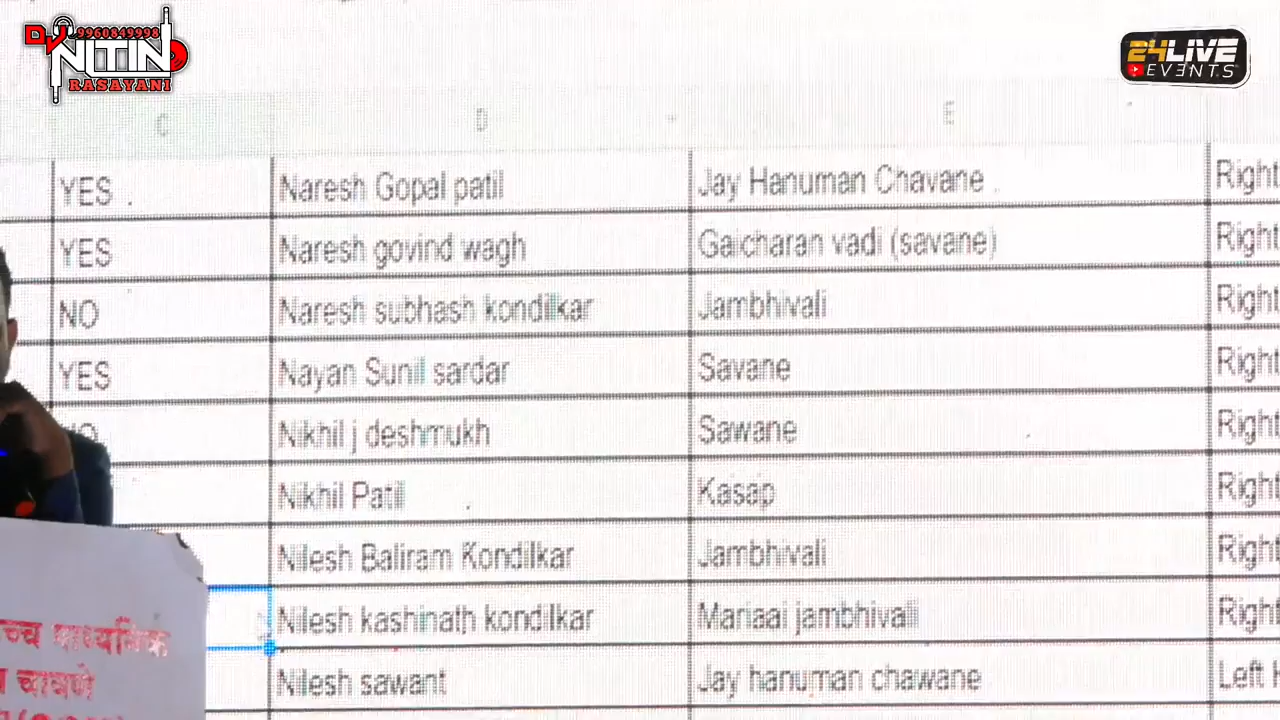 DJ 9960849998
NITIN
RASAYANI
24LIVE
EVENTS
C D E
YES Naresh Gopal patil Jay Hanuman Chavane Right
YES Naresh govind wagh Gaicharan vadi (savane) Right
NO Naresh subhash kondilkar Jambhivali Right
YES Nayan Sunil sardar Savane Right
Nikhil j deshmukh Sawane Right
Nikhil Patil Kasap Right
Nilesh Baliram Kondilkar Jambhivali Right
Nilesh kashinath kondilkar Mariaai jambhivali Right
Nilesh sawant Jay hanuman chawane Left
माध्यमिक
चावणे